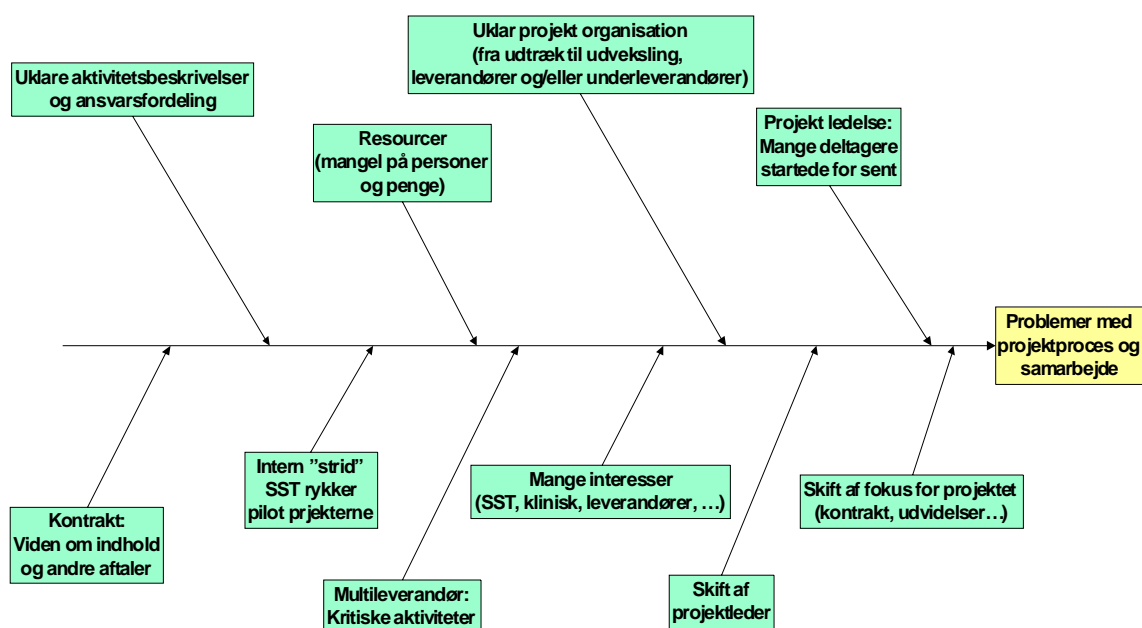 Uklar projekt organisation
(fra udtræk til udveksling,
leverandører og/eller underleverandører)
Uklare aktivitetsbeskrivelser
og ansvarsfordeling
Resourcer
(mangel på personer
og penge)
Projekt ledelse:
Mange deltagere
startede for sent
Problemer med
projektproces og
samarbejde
Intern ”strid”
SST rykker
pilot prjekterne
Mange interesser
(SST, klinisk, leverandører, …)
Skift af fokus for projektet
(kontrakt, udvidelser…)
Kontrakt:
Viden om indhold
og andre aftaler
Multileverandør:
Kritiske aktiviteter
Skift af
projektleder